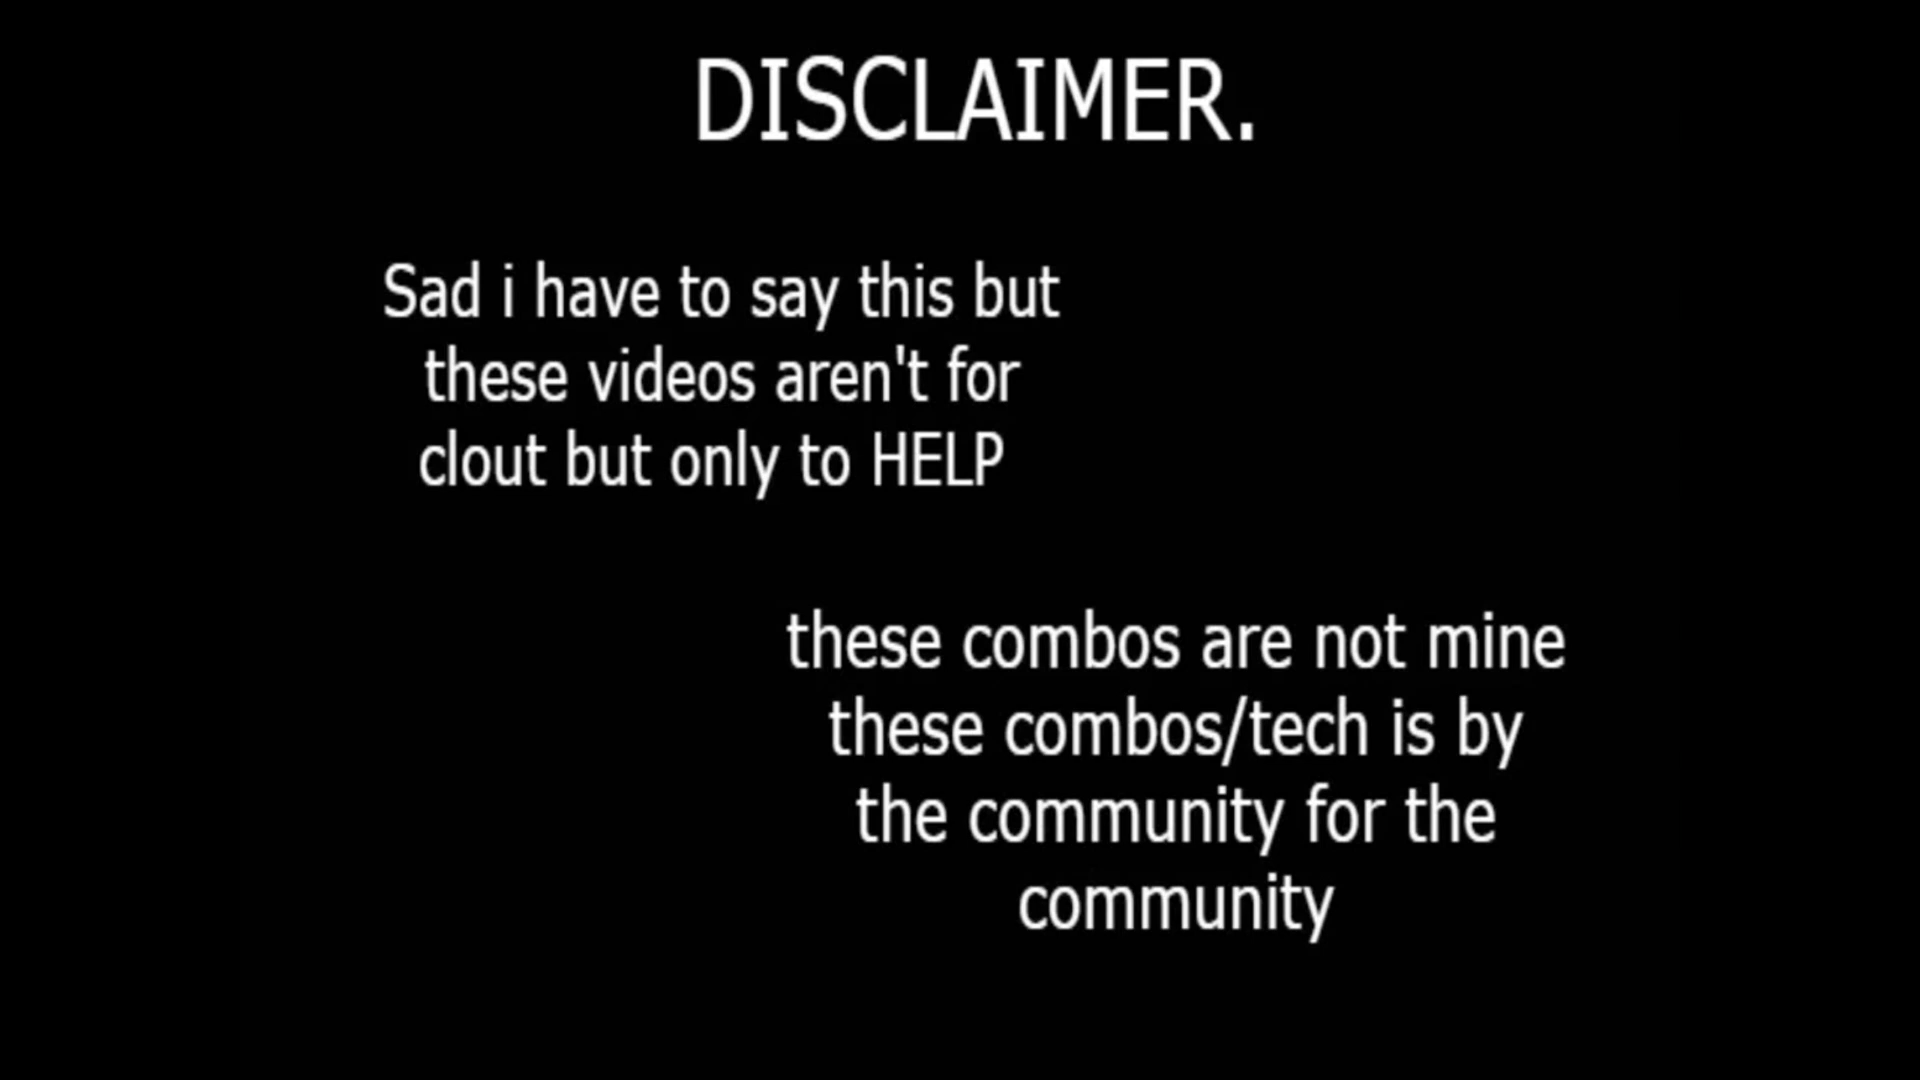 DISCLAIMER.
Sad i have to say this but
these videos aren't for
clout but only to HELP
these combos are not mine
these combos/tech is by
the community for the
community